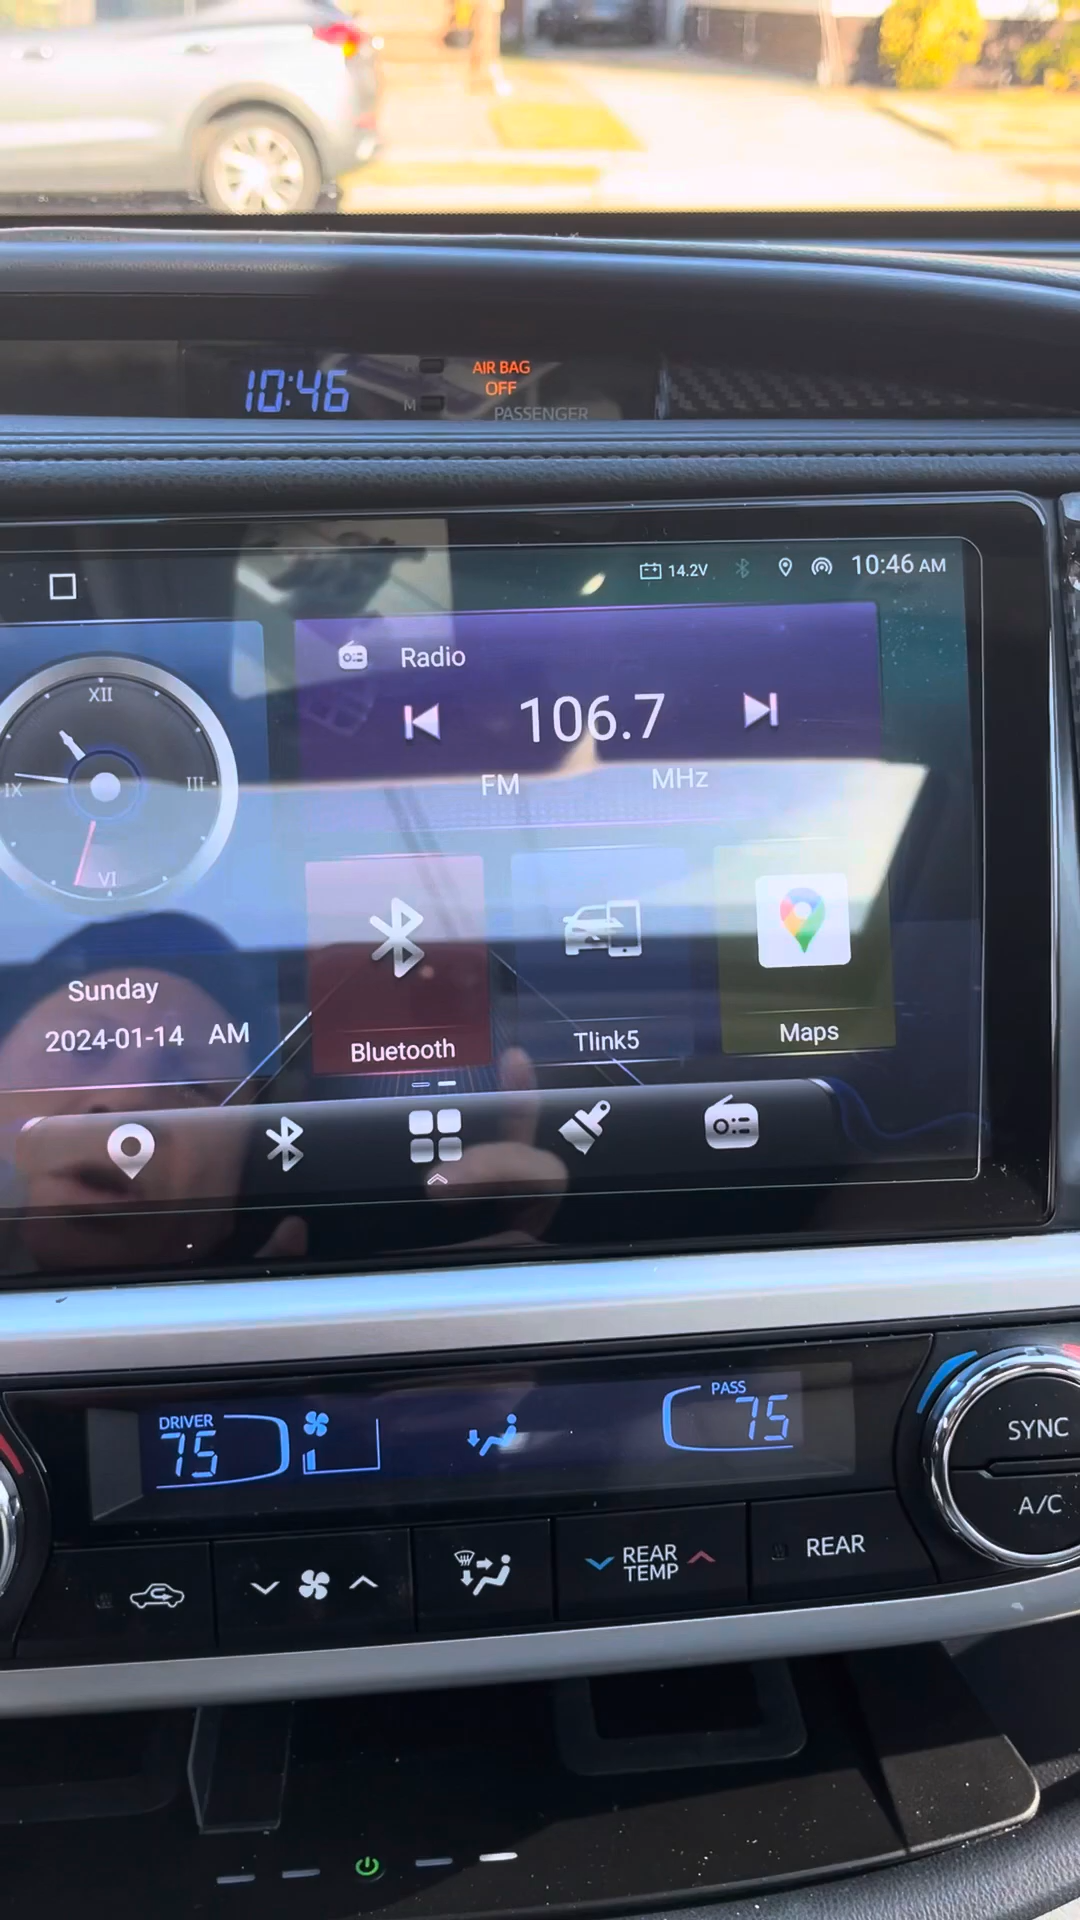 10:46
AIR BAG
OFF
PASSENGER
M
14.2V
10:46 AM
XII
III
VI
IX
Radio
106.7
FM MHz
Sunday
2024-01-14 AM
Bluetooth
Tlink5
Maps
DRIVER
75
PASS
75
SYNC
A/C
REAR
TEMP
REAR